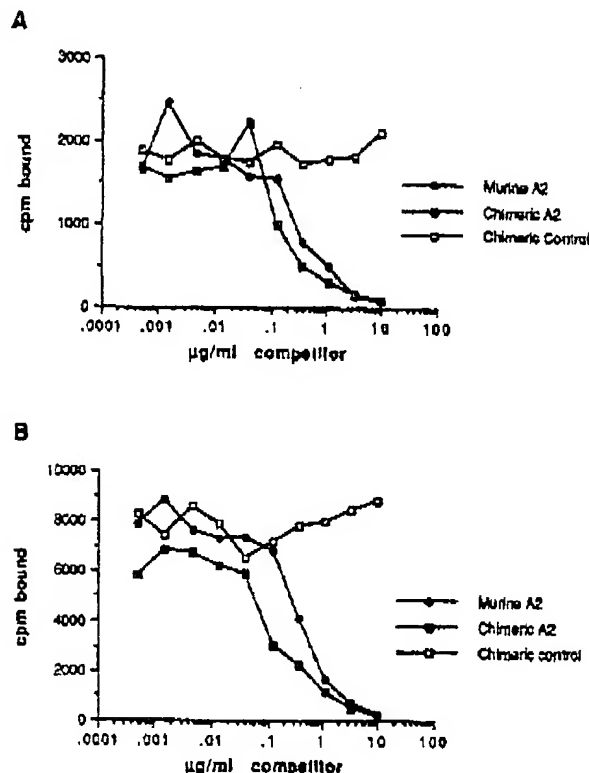 A
3000
2000
1000
0
cpm bound
.0001 .001 .01 .1 1 10 100
µg/ml competitor
Murine A2
Chimeric A2
Chimeric Control
B
10000
8000
6000
4000
2000
0
cpm bound
.0001 .001 .01 .1 1 10 100
µg/ml competitor
Murine A2
Chimeric A2
Chimeric control